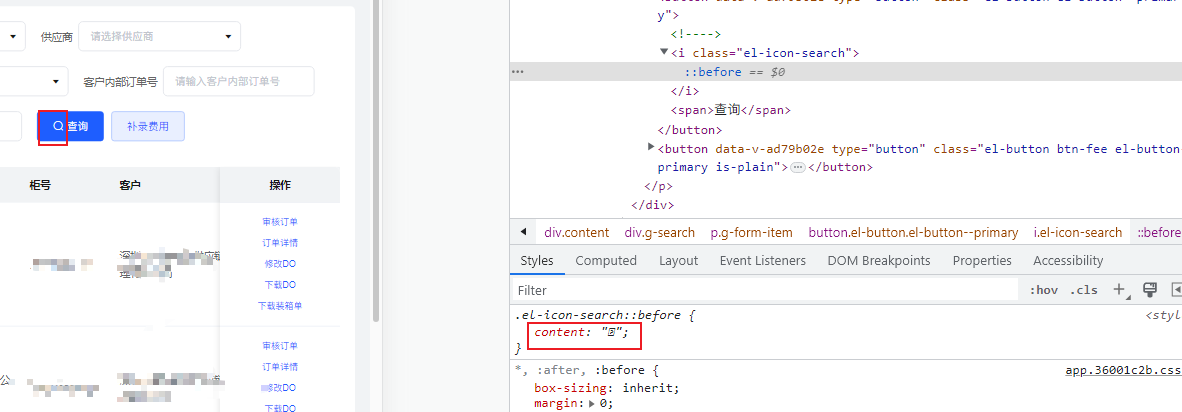 供应商 请选择供应商
客户内部订单号 请输入客户内部订单号
查询 补录费用
柜号 客户 操作
审核订单
订单详情
修改DO
下载DO
下载装箱单
审核订单
订单详情
修改DO
下载DO
y">
<!---->
<i class="el-icon-search">
::before == $0
</i>
<span>查询</span>
</button>
<button data-v-ad79b02e type="button" class="el-button btn-fee el-button
primary is-plain"> </button>
</p>
</div>
div.content div.g-search p.g-form-item button.el-button.el-button--primary i.el-icon-search ::before
Styles Computed Layout Event Listeners DOM Breakpoints Properties Accessibility
Filter :hov .cls
.el-icon-search::before { <styl
content: "";
}
*, :after, :before { app.36001c2b.css
box-sizing: inherit;
margin: 0;